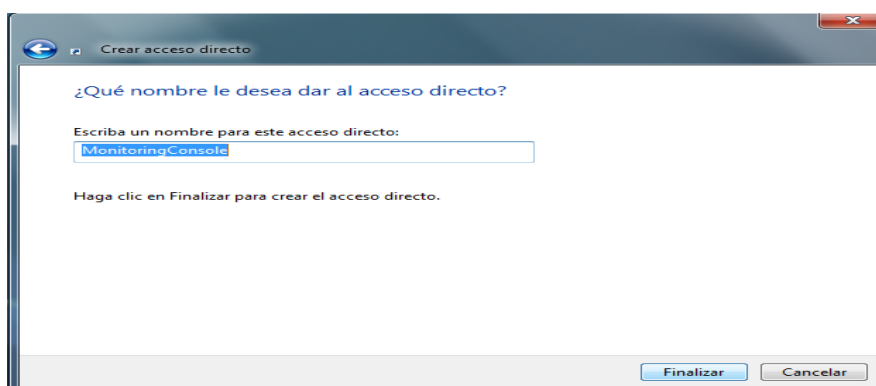 Crear acceso directo
¿Qué nombre le desea dar al acceso directo?
Escriba un nombre para este acceso directo:
MonitoringConsole
Haga clic en Finalizar para crear el acceso directo.
Finalizar Cancelar